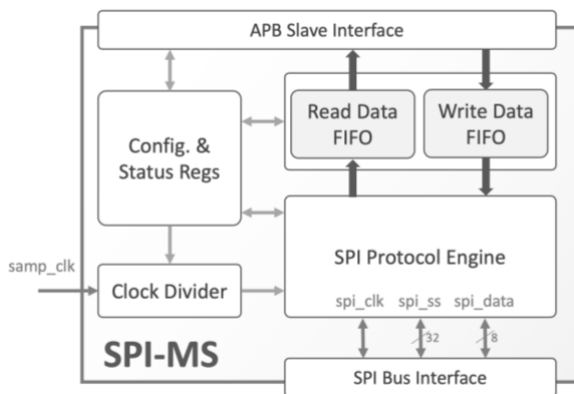 APB Slave Interface
Read Data
FIFO
Write Data
FIFO
Config. &
Status Regs
SPI Protocol Engine
samp_clk
Clock Divider
spi_clk spi_ss spi_data
32
8
SPI-MS
SPI Bus Interface